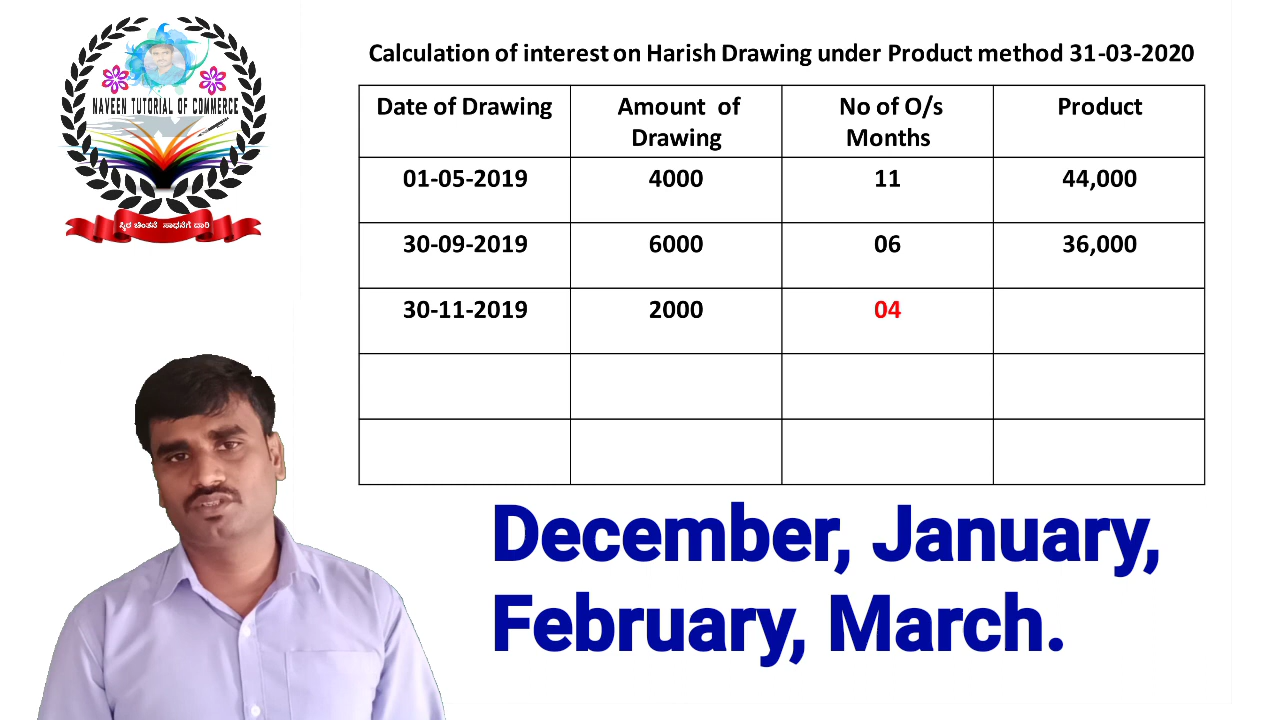 NAVEEN TUTORIAL OF COMMERCE
ಸ್ಥಿರ ಚಿಂತನೆ ಸಾಧನೆಗೆ ದಾರಿ
Calculation of interest on Harish Drawing under Product method 31-03-2020
Date of Drawing Amount of Drawing No of O/s Months Product
01-05-2019 4000 11 44,000
30-09-2019 6000 06 36,000
30-11-2019 2000 04
December, January,
February, March.